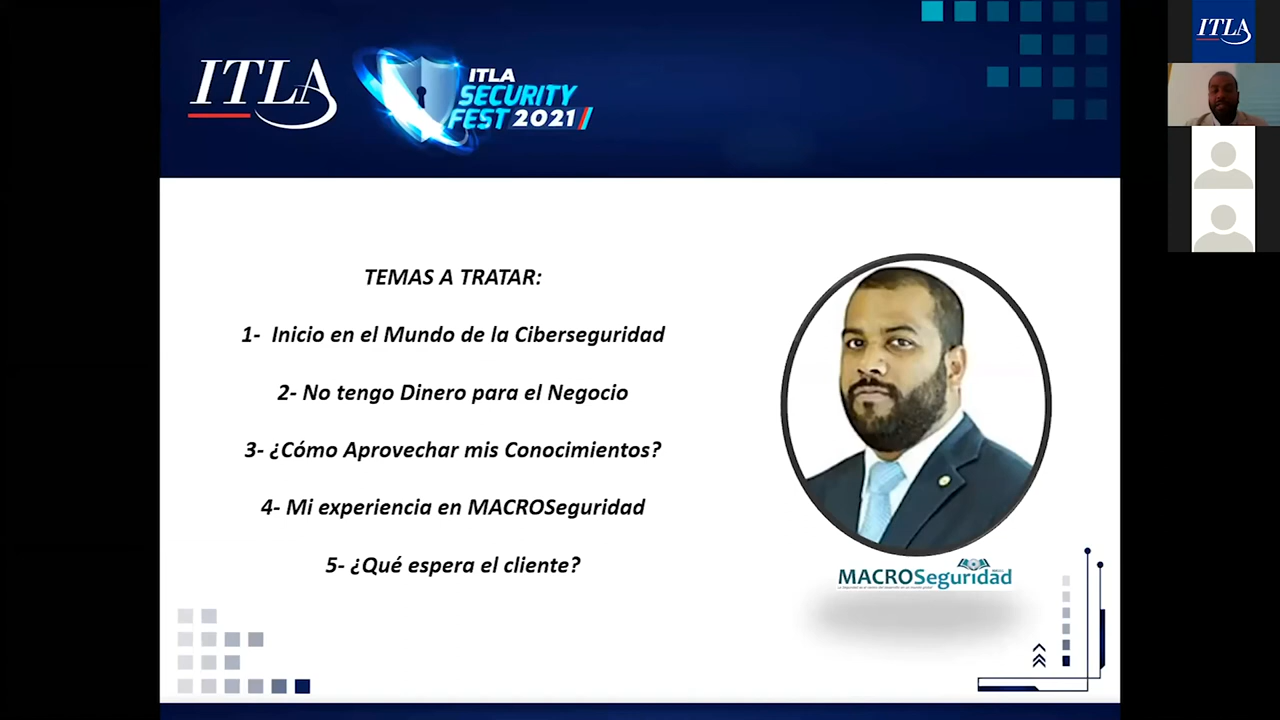 ITLA
ITLA
SECURITY
FEST 2021
ITLA
TEMAS A TRATAR:
1- Inicio en el Mundo de la Ciberseguridad
2- No tengo Dinero para el Negocio
3- ¿Cómo Aprovechar mis Conocimientos?
4- Mi experiencia en MACROSeguridad
5- ¿Qué espera el cliente?
MACROSeguridad